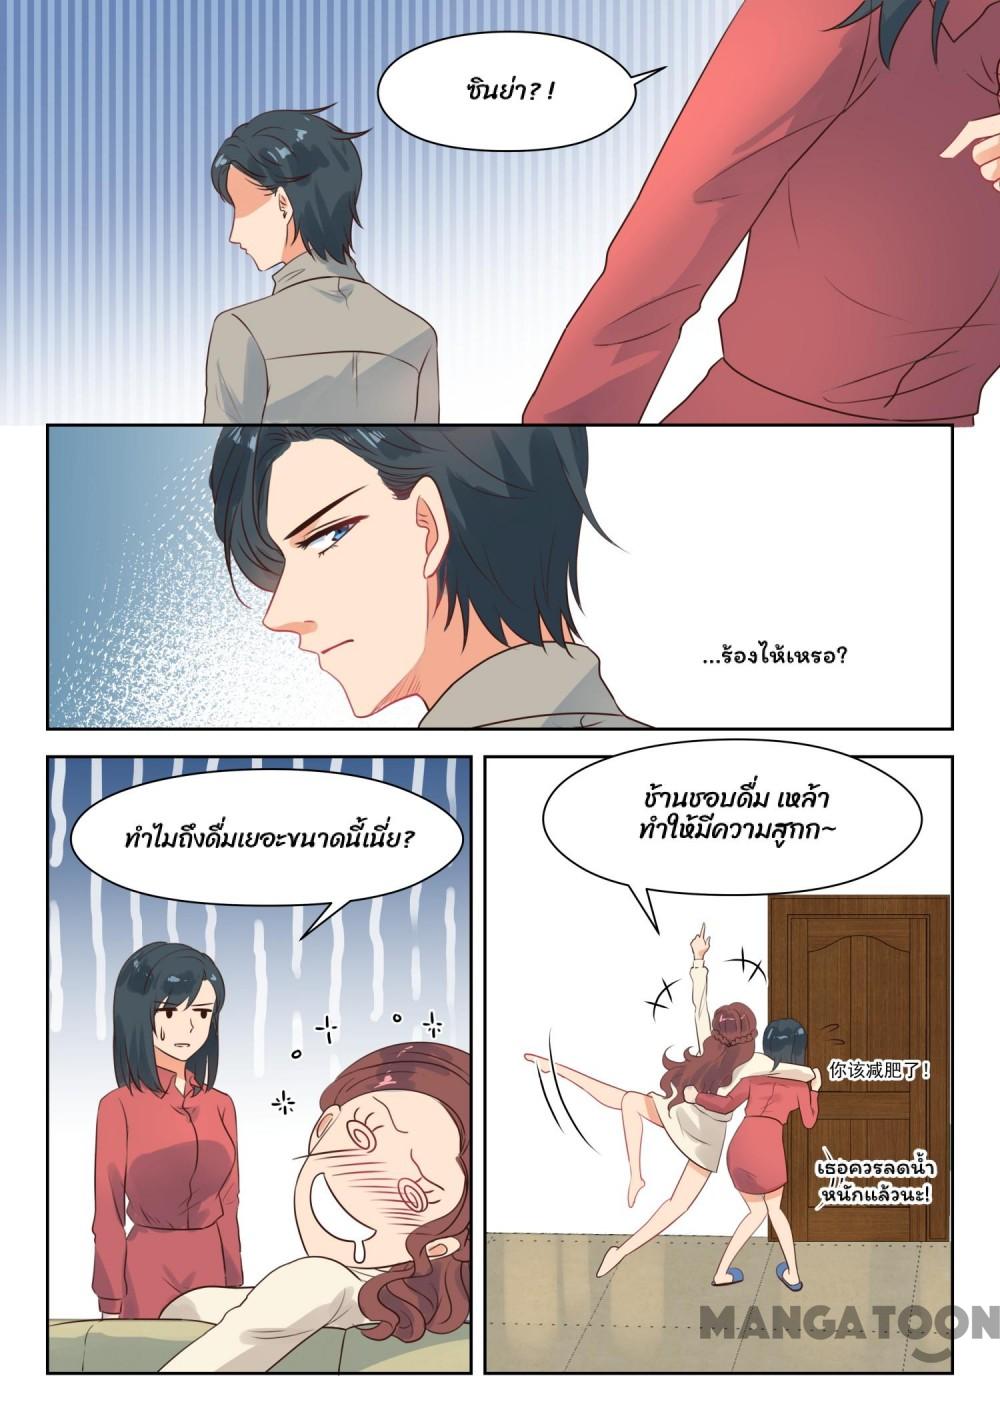 ซินย่า?!
...ร้องไห้เหรอ?
ทำไมถึงดื่มเยอะขนาดนี้เนี่ย?
ช้านชอบดื่ม เหล้า
ทำให้มีความสูกก~
你该减肥了!
เธอควรลดน้ำ
หนักแล้วนะ!
MANGATOON